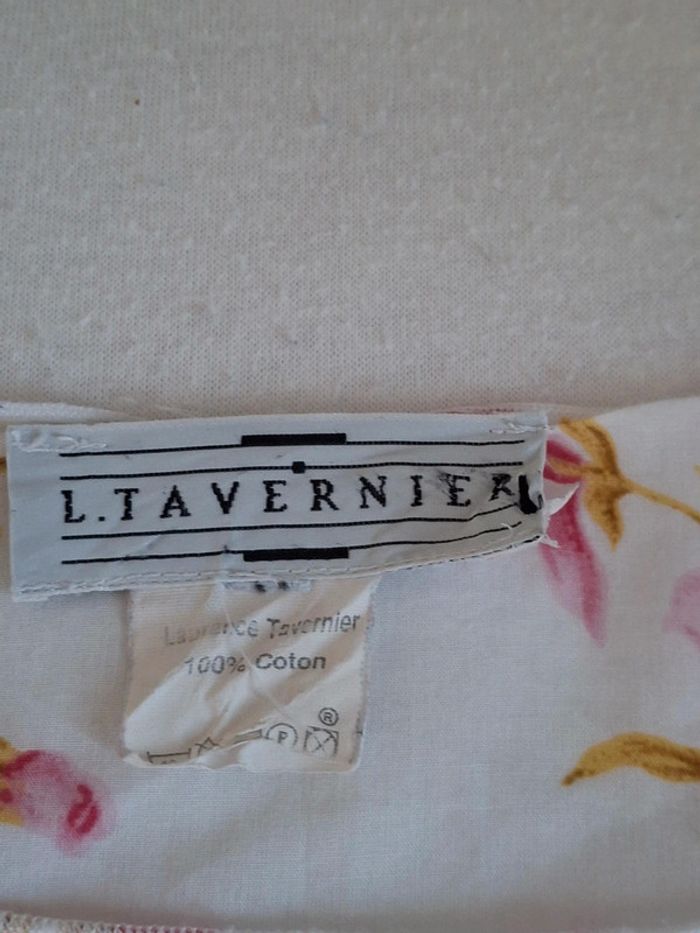 L.TAVERNIER
Laurence Tavernier
100% Coton
®
P